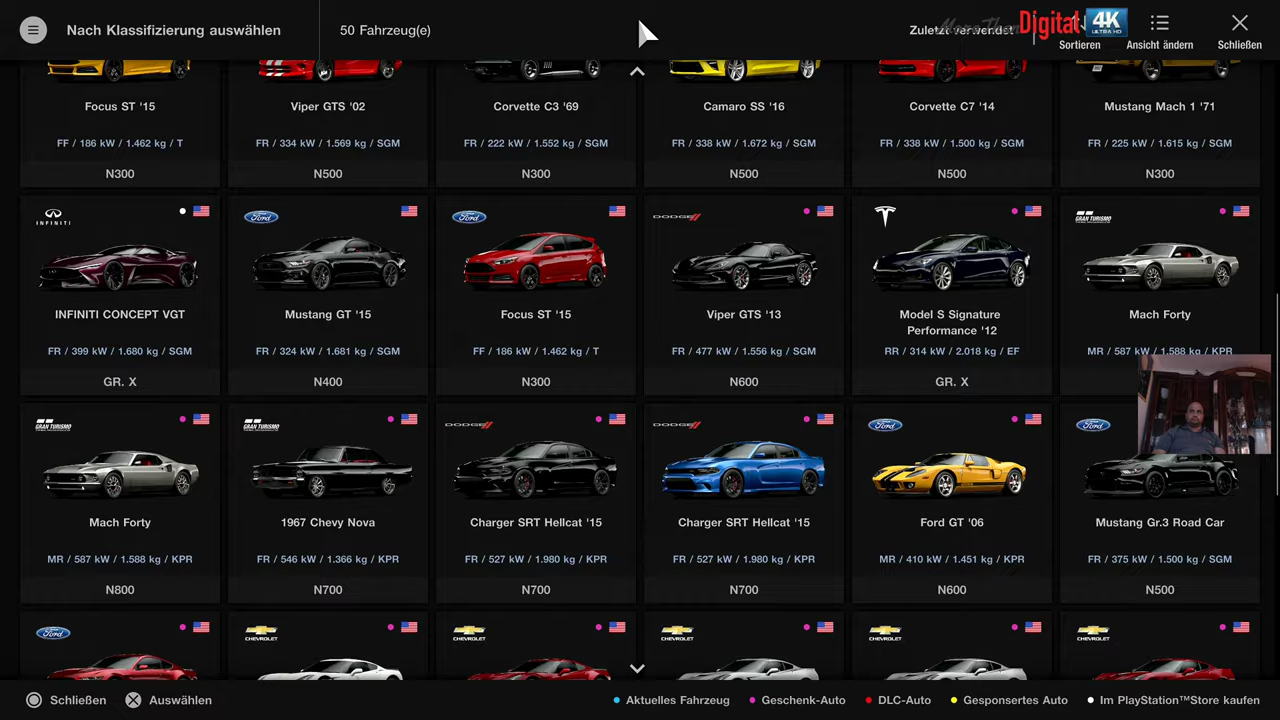 Nach Klassifizierung auswählen
50 Fahrzeug(e)
Zuletzt verwendet
Digital 4K
ULTRA HD
Sortieren
Ansicht ändern
Schließen
Focus ST '15
Viper GTS '02
Corvette C3 '69
Camaro SS '16
Corvette C7 '14
Mustang Mach 1 '71
FF / 186 kW / 1.462 kg / T
FR / 334 kW / 1.569 kg / SGM
FR / 222 kW / 1.552 kg / SGM
FR / 338 kW / 1.672 kg / SGM
FR / 338 kW / 1.500 kg / SGM
FR / 225 kW / 1.615 kg / SGM
N300
N500
N300
N500
N500
N300
INFINITI
Ford
Ford
DODGE
GRAN TURISMO
INFINITI CONCEPT VGT
Mustang GT '15
Focus ST '15
Viper GTS '13
Model S Signature
Performance '12
Mach Forty
FR / 399 kW / 1.680 kg / SGM
FR / 324 kW / 1.681 kg / SGM
FF / 186 kW / 1.462 kg / T
FR / 477 kW / 1.556 kg / SGM
RR / 314 kW / 2.018 kg / EF
MR / 587 kW / 1.588 kg / KPR
GR. X
N400
N300
N600
GR. X
GRAN TURISMO
GRAN TURISMO
DODGE
DODGE
Ford
Ford
Mach Forty
1967 Chevy Nova
Charger SRT Hellcat '15
Charger SRT Hellcat '15
Ford GT '06
Mustang Gr.3 Road Car
MR / 587 kW / 1.588 kg / KPR
FR / 546 kW / 1.366 kg / KPR
FR / 527 kW / 1.980 kg / KPR
FR / 527 kW / 1.980 kg / KPR
MR / 410 kW / 1.451 kg / KPR
FR / 375 kW / 1.500 kg / SGM
N800
N700
N700
N700
N600
N500
Ford
CHEVROLET
CHEVROLET
CHEVROLET
CHEVROLET
CHEVROLET
Schließen
Auswählen
Aktuelles Fahrzeug
Geschenk-Auto
DLC-Auto
Gesponsertes Auto
Im PlayStation™Store kaufen